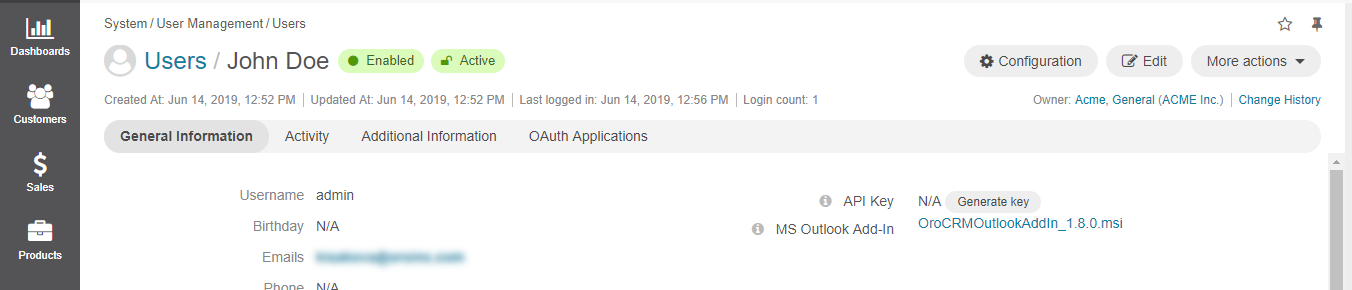 System / User Management / Users
Dashboards
Users / John Doe Enabled Active Configuration Edit More actions
Created At: Jun 14, 2019, 12:52 PM Updated At: Jun 14, 2019, 12:52 PM Last logged in: Jun 14, 2019, 12:56 PM Login count: 1 Owner: Acme, General (ACME Inc.) Change History
Customers
General Information Activity Additional Information OAuth Applications
Sales
Username admin API Key N/A Generate key
Birthday N/A MS Outlook Add-In OroCRMOutlookAddIn_1.8.0.msi
Products
Emails
Phone N/A